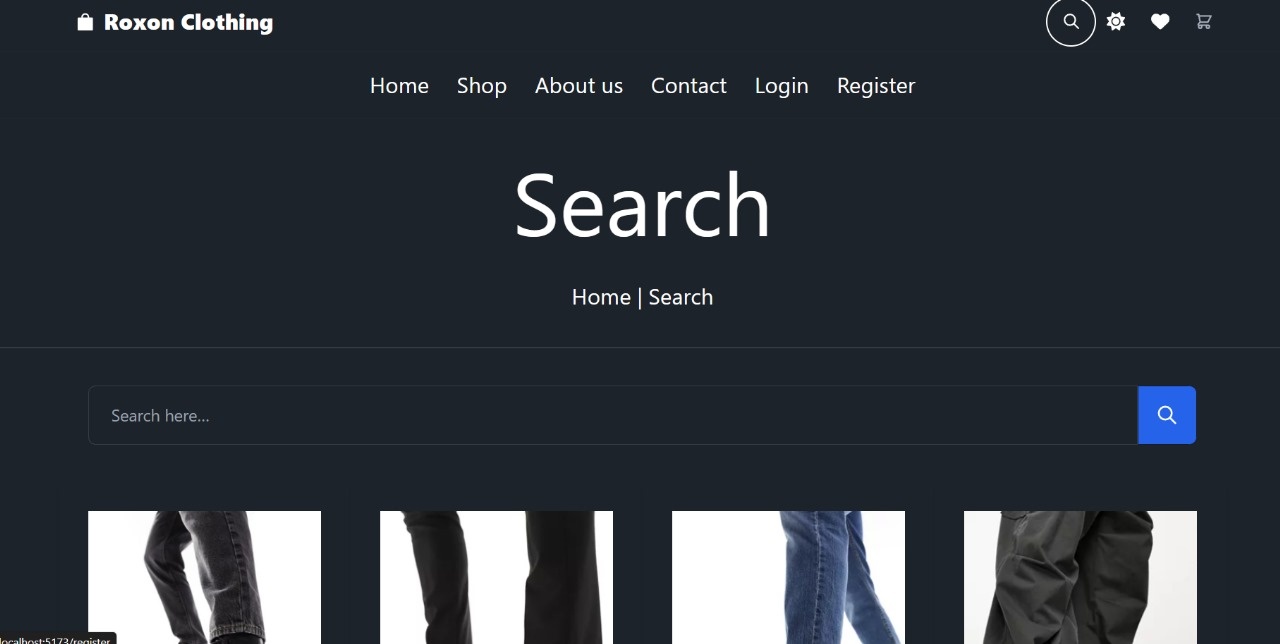 Roxon Clothing
Home Shop About us Contact Login Register
Search
Home | Search
Search here...
localhost:5173/register